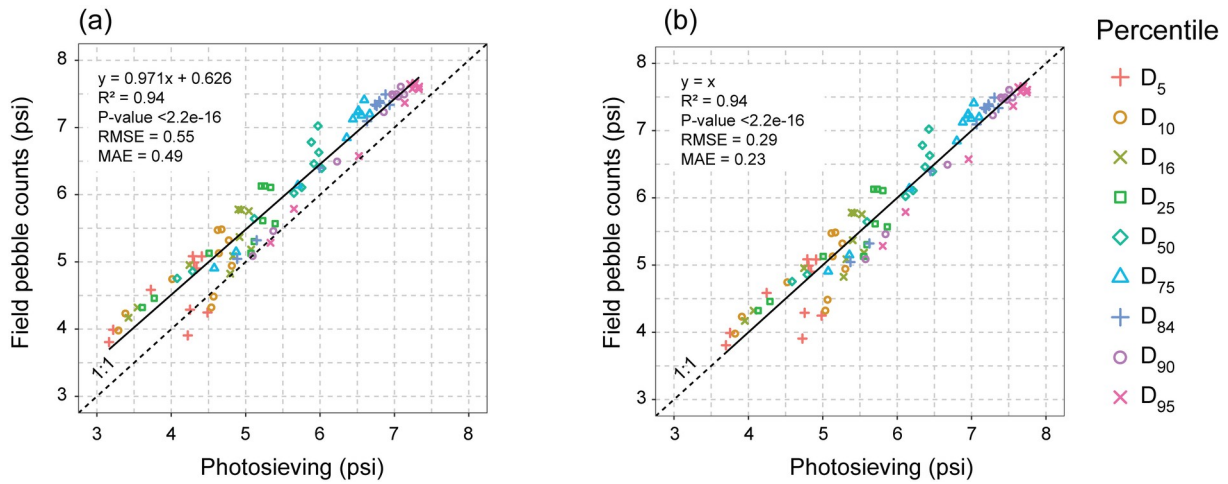 (a)
y = 0.971x + 0.626
R² = 0.94
P-value <2.2e-16
RMSE = 0.55
MAE = 0.49
Field pebble counts (psi)
8
7
6
5
4
3
1:1
3 4 5 6 7 8
Photosieving (psi)
(b)
y = x
R² = 0.94
P-value <2.2e-16
RMSE = 0.29
MAE = 0.23
Field pebble counts (psi)
8
7
6
5
4
3
1:1
3 4 5 6 7 8
Photosieving (psi)
Percentile
D5
D10
D16
D25
D50
D75
D84
D90
D95